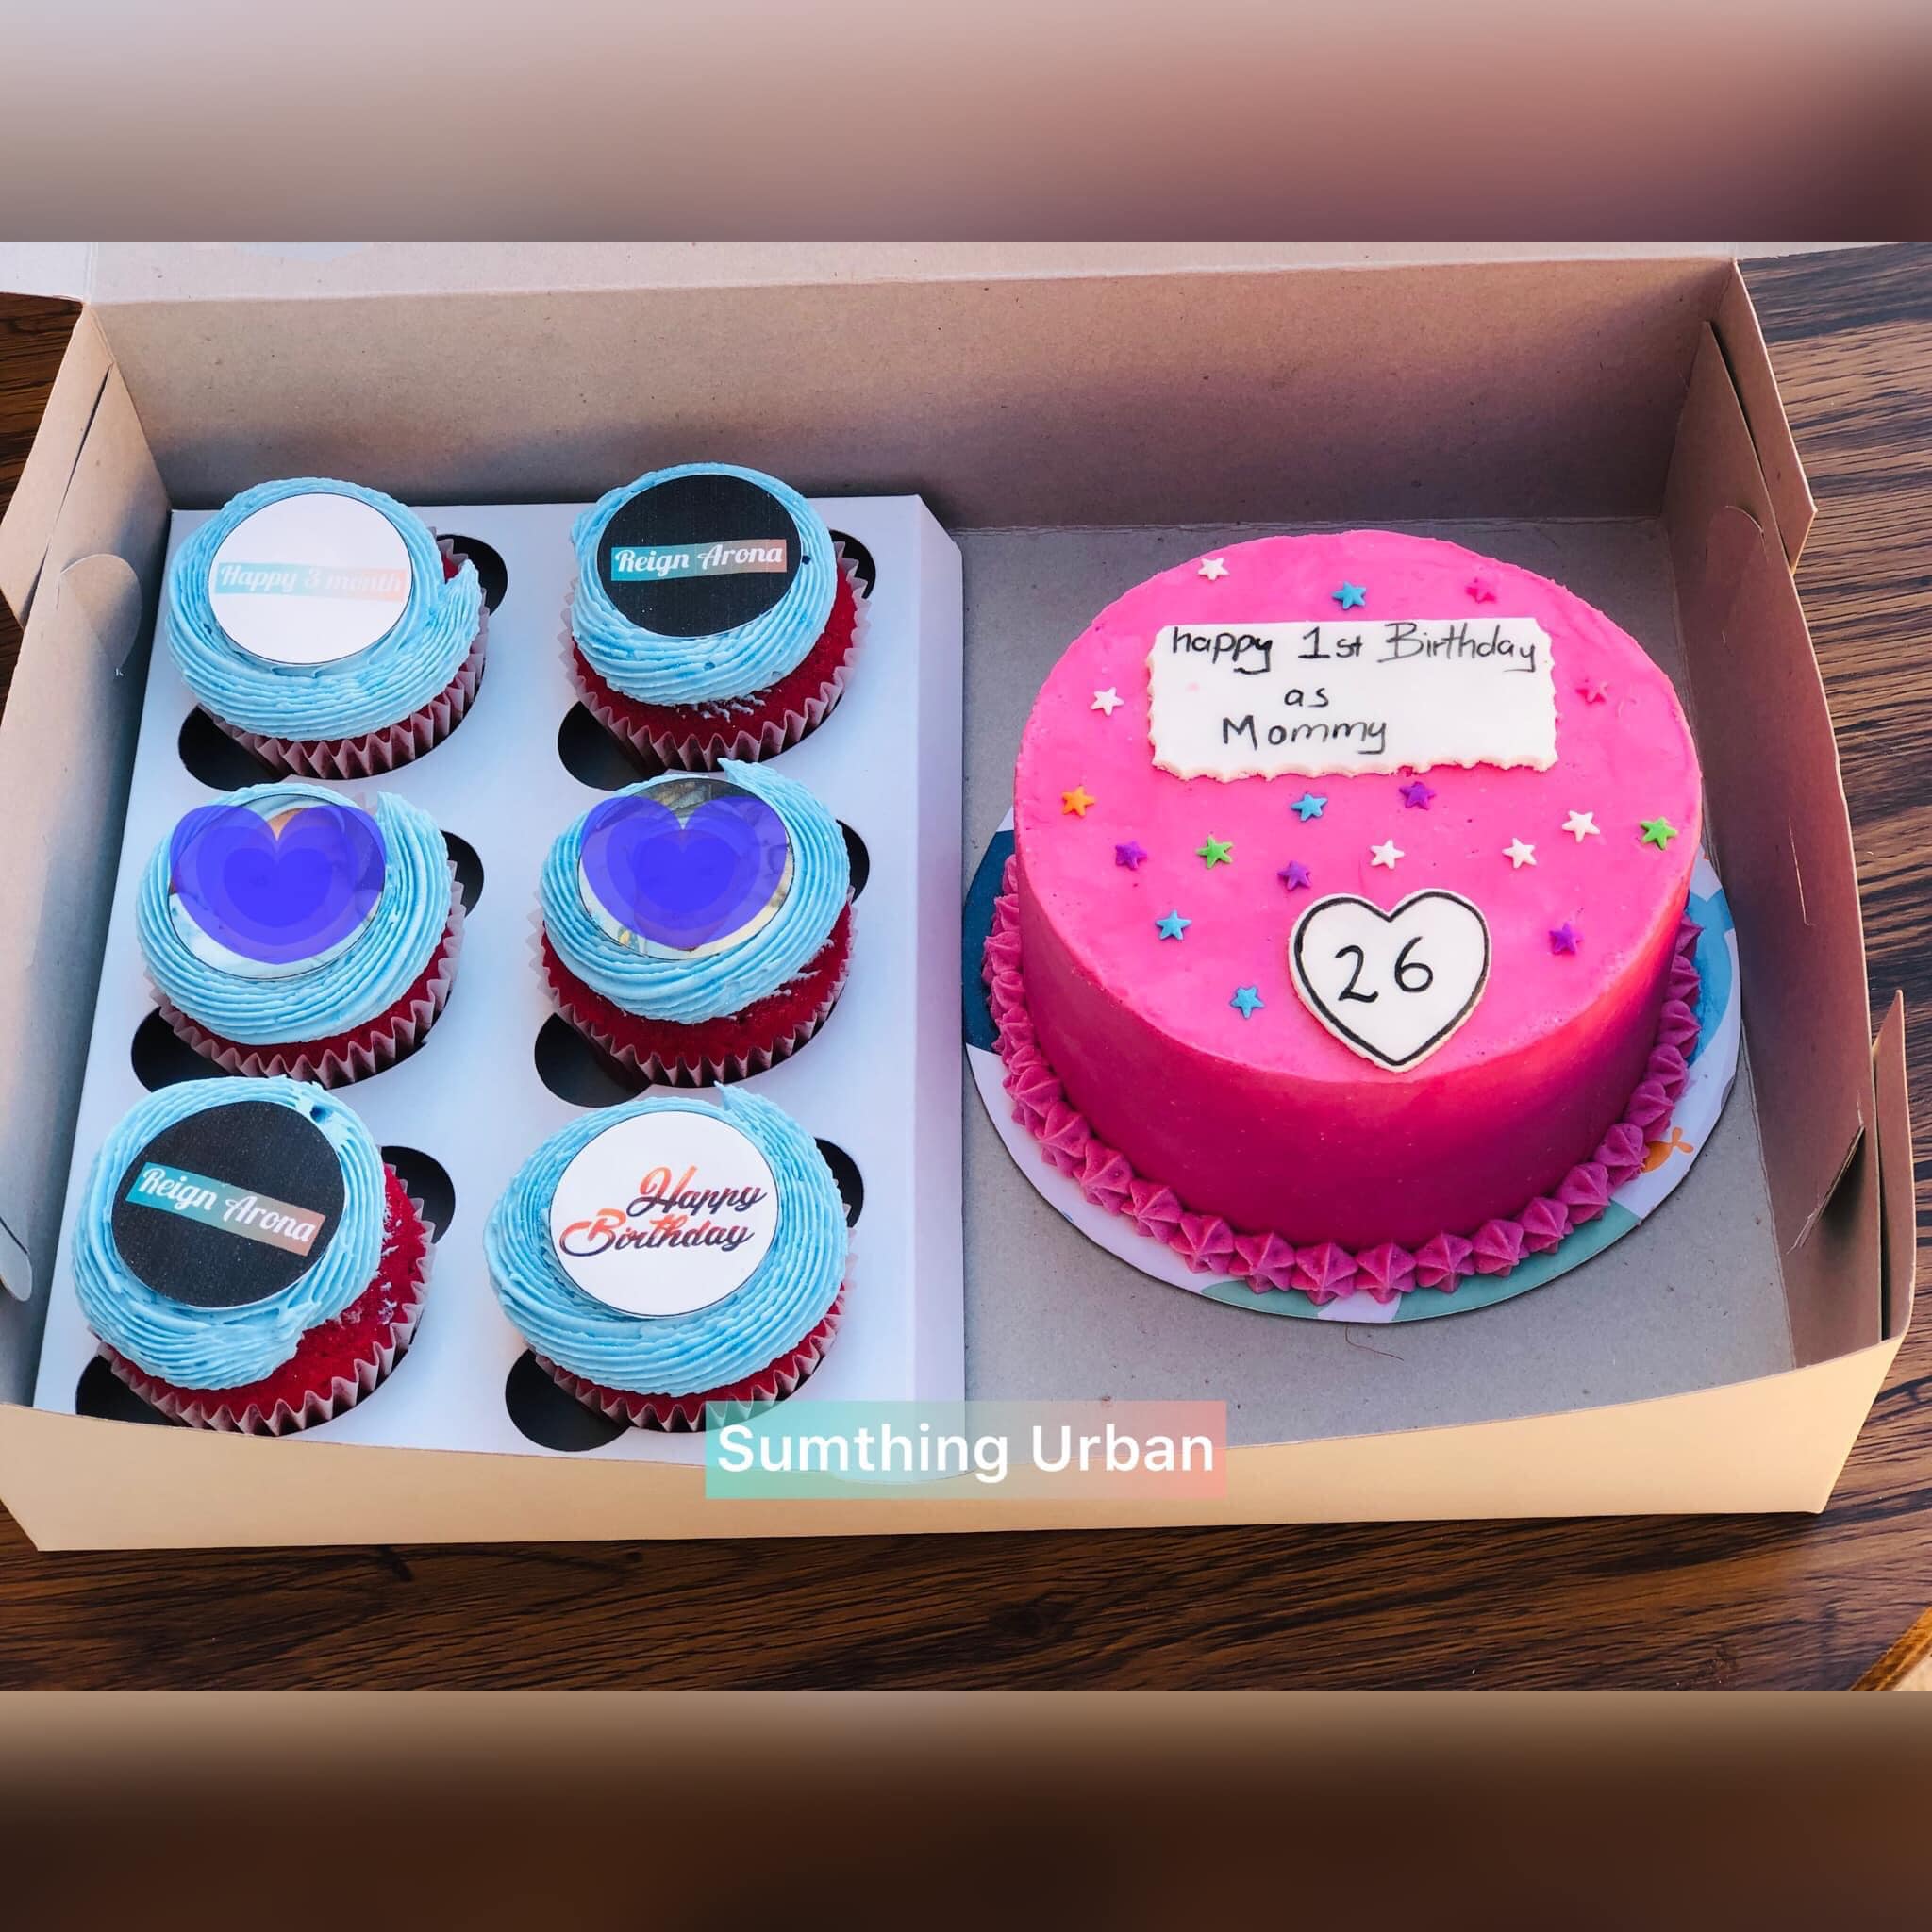 Happy 3 month
Reign Arona
happy 1st Birthday
as
Mommy
26
Reign Arona
Happy
Birthday
Sumthing Urban